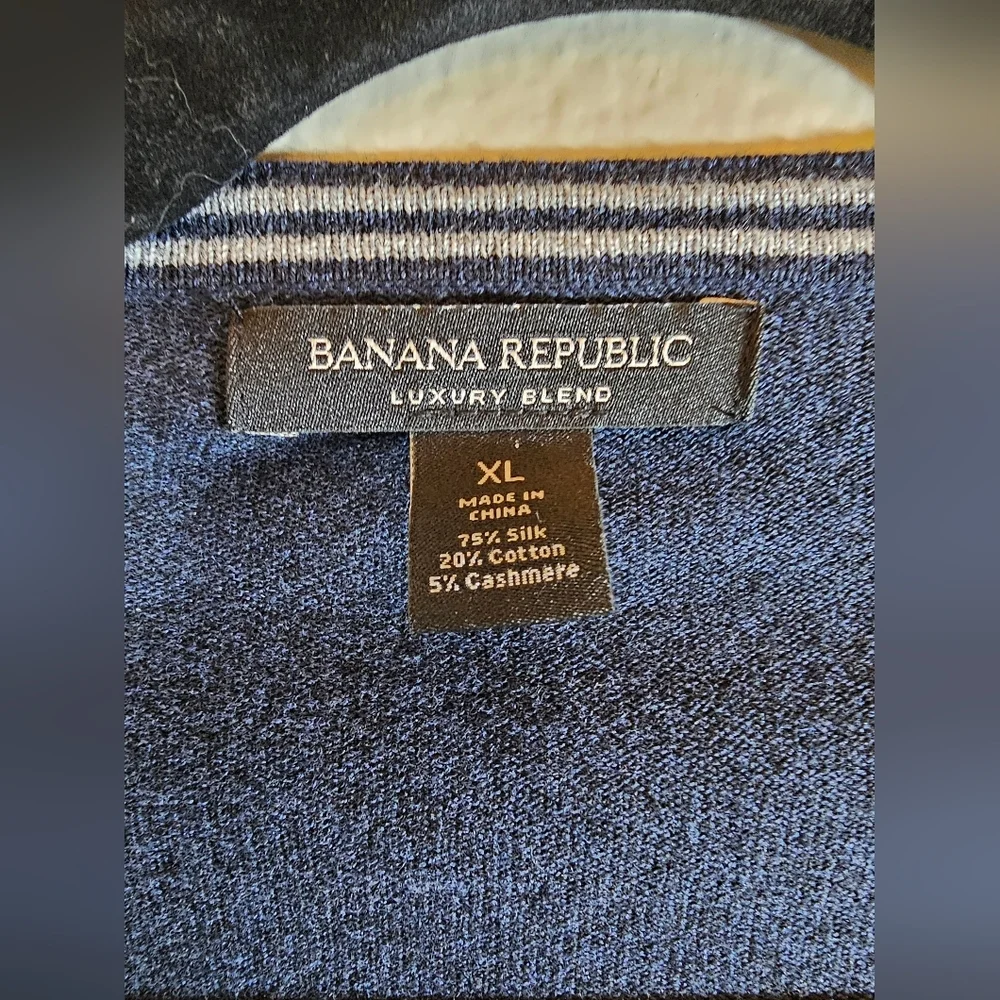 BANANA REPUBLIC
LUXURY BLEND
XL
MADE IN
CHINA
75% Silk
20% Cotton
5% Cashmere